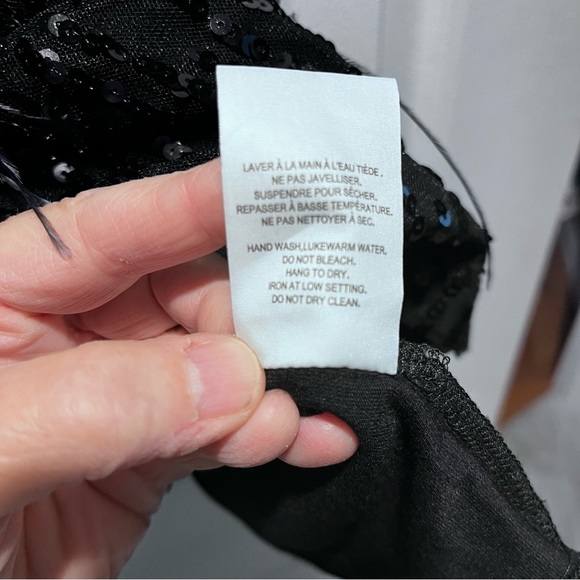 LAVER À LA MAIN À L'EAU TIÈDE.
NE PAS JAVELLISER.
SUSPENDRE POUR SÉCHER.
REPASSER À BASSE TEMPÉRATURE.
NE PAS NETTOYER À SEC.
HAND WASH,LUKEWARM WATER.
DO NOT BLEACH.
HANG TO DRY.
IRON AT LOW SETTING.
DO NOT DRY CLEAN.